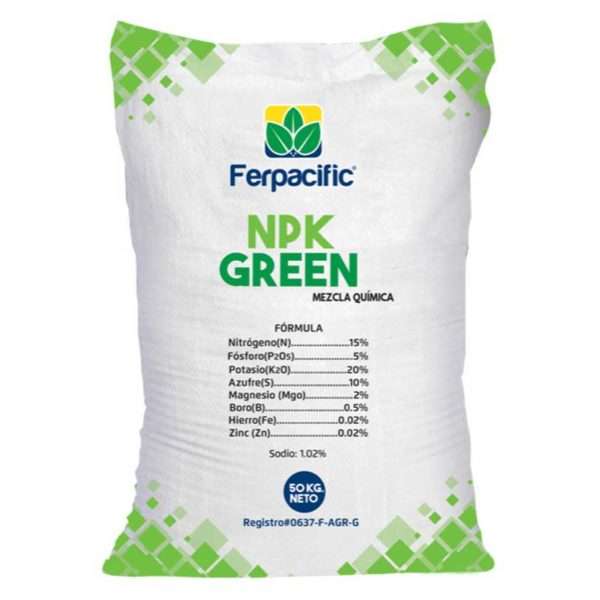 Ferpacific®
NPK
GREEN
MEZCLA QUÍMICA
FÓRMULA
Nitrógeno(N)..........................15%
Fósforo(P2O5)..........................5%
Potasio(K2O)..........................20%
Azufre(S)..........................10%
Magnesio (Mgo)......................2%
Boro(B)..........................0.5%
Hierro(Fe)..........................0.02%
Zinc (Zn)..........................0.02%
Sodio: 1.02%
50 KG.
NETO
Registro#0637-F-AGR-G